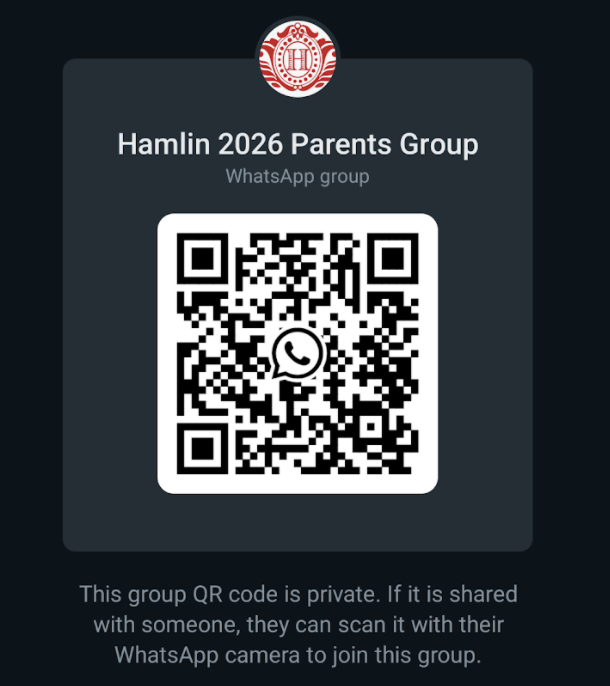 H
Hamlin 2026 Parents Group
WhatsApp group
This group QR code is private. If it is shared
with someone, they can scan it with their
WhatsApp camera to join this group.